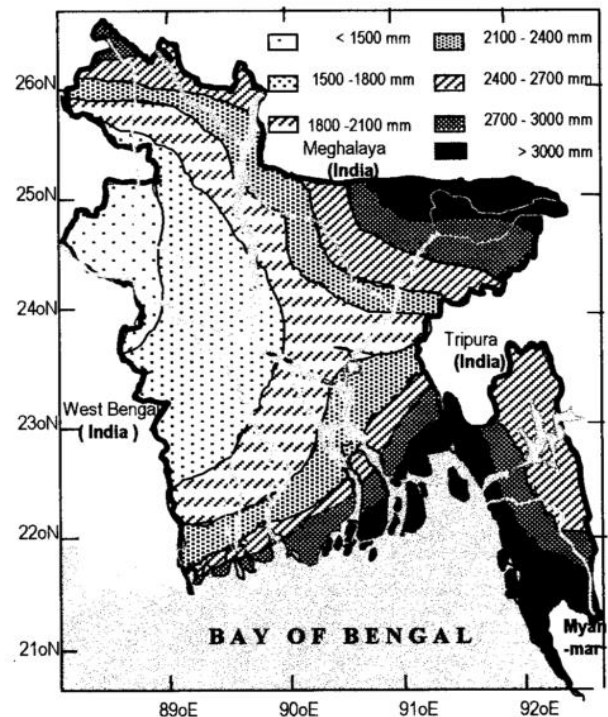 26oN
25oN
24oN
23oN
22oN
21oN
< 1500 mm
1500 -1800 mm
1800 -2100 mm
2100 - 2400 mm
2400 - 2700 mm
2700 - 3000 mm
> 3000 mm
Meghalaya
(India)
Tripura
(India)
West Bengal
( India )
BAY OF BENGAL
Myan
-mar
89oE
90oE
91oE
92oE